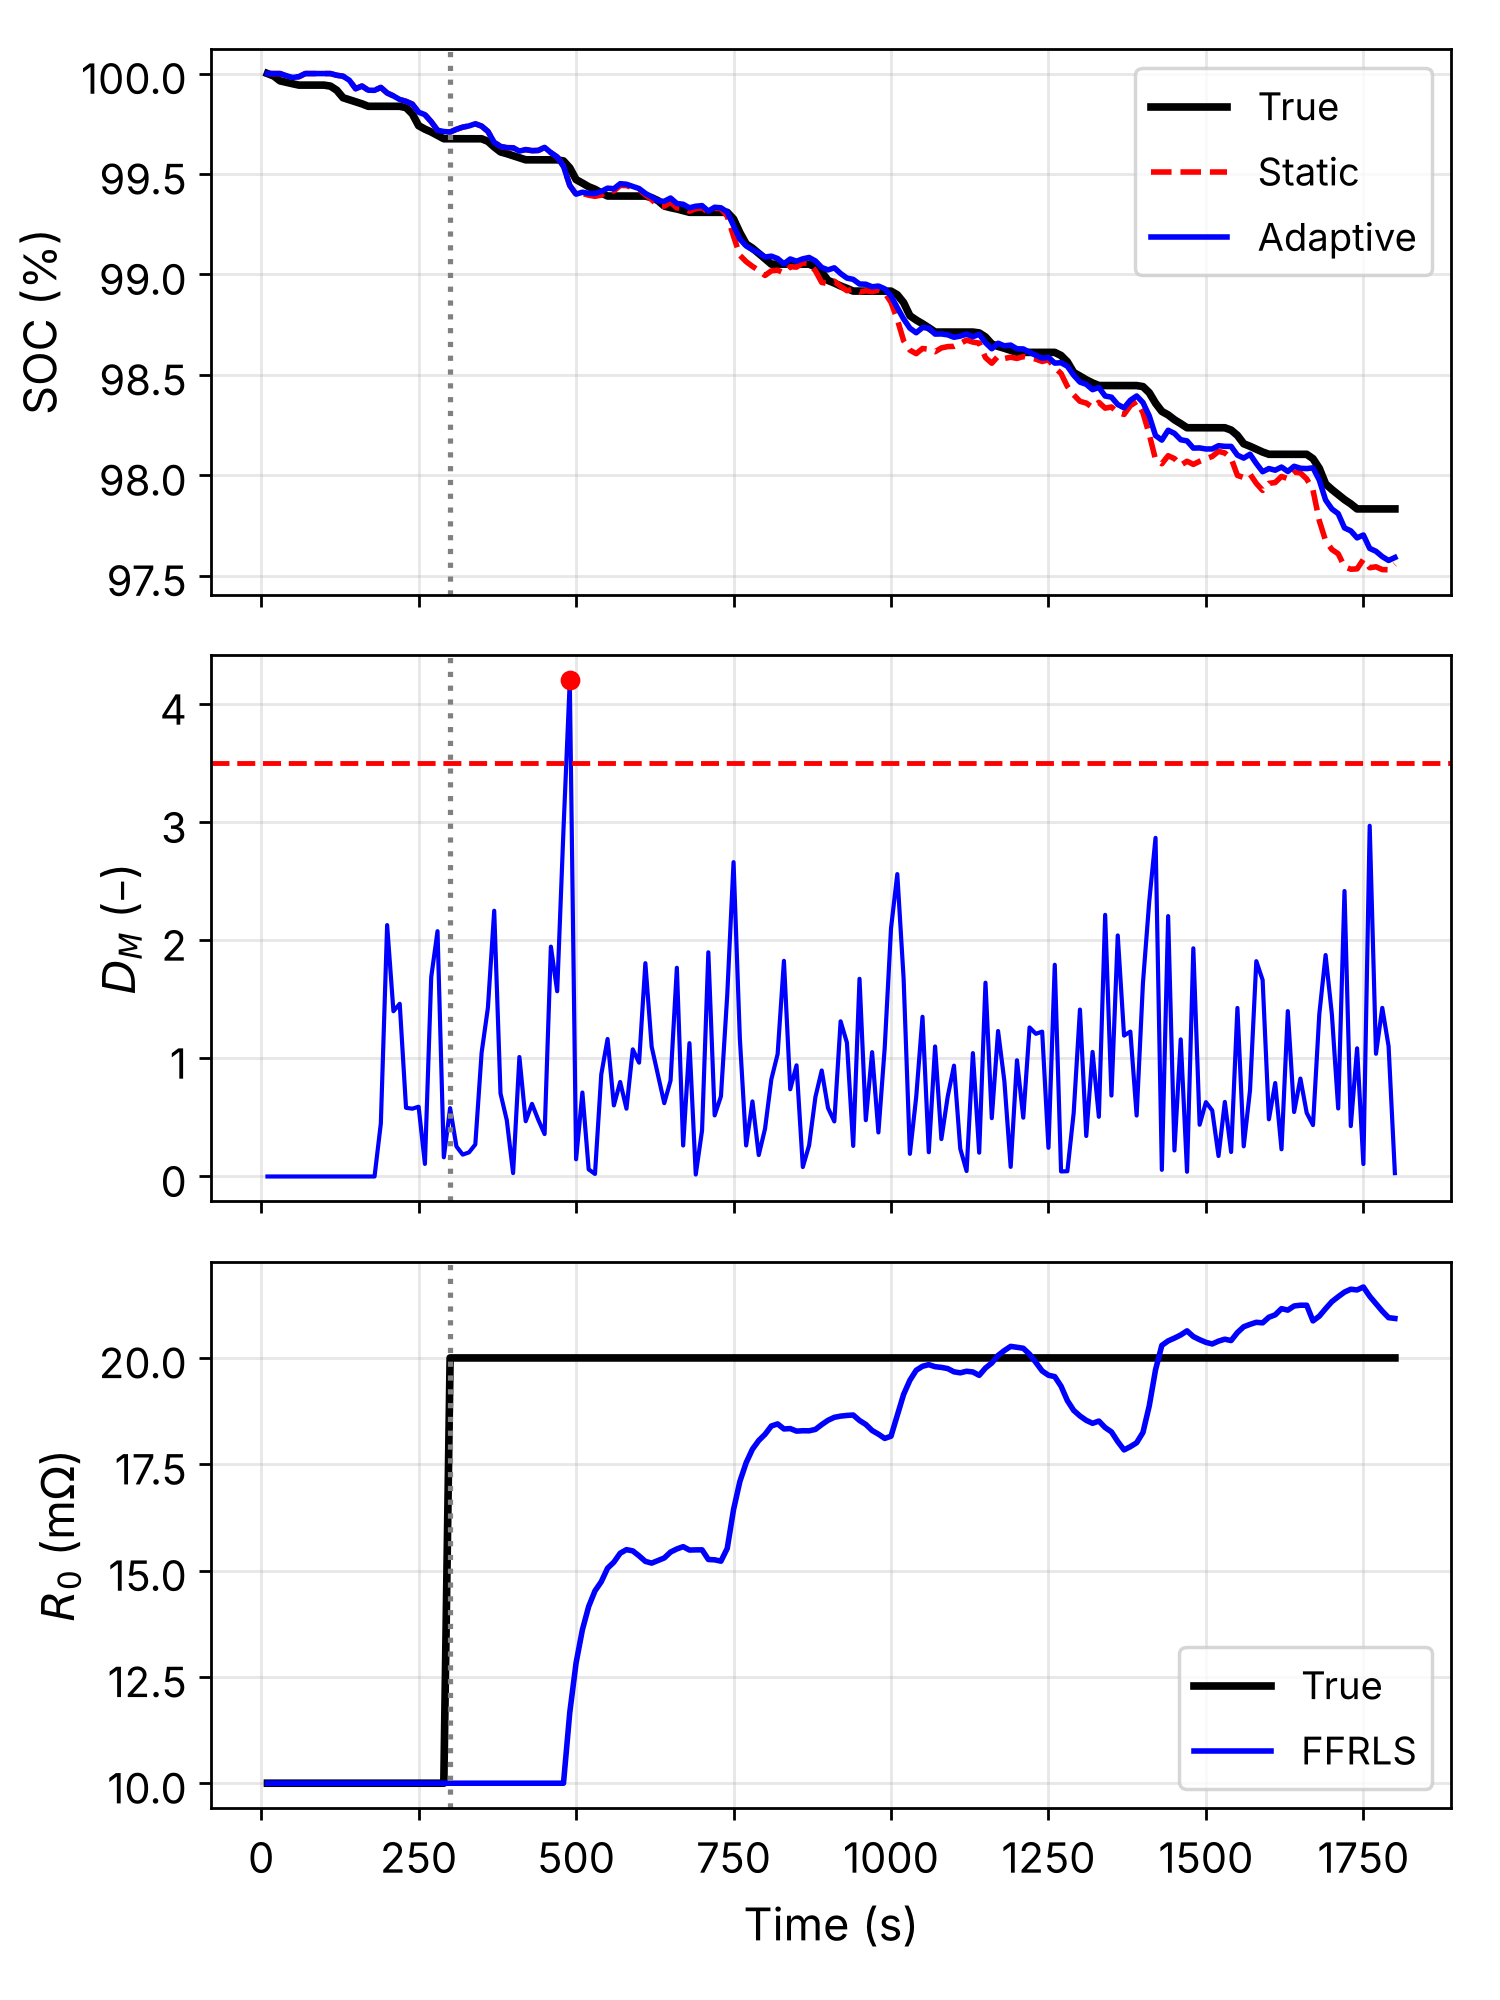 100.0
99.5
99.0
98.5
98.0
97.5
SOC (%)
True
Static
Adaptive
4
3
2
1
0
D_M (–)
20.0
17.5
15.0
12.5
10.0
R_0 (mΩ)
True
FFRLS
0 250 500 750 1000 1250 1500 1750
Time (s)